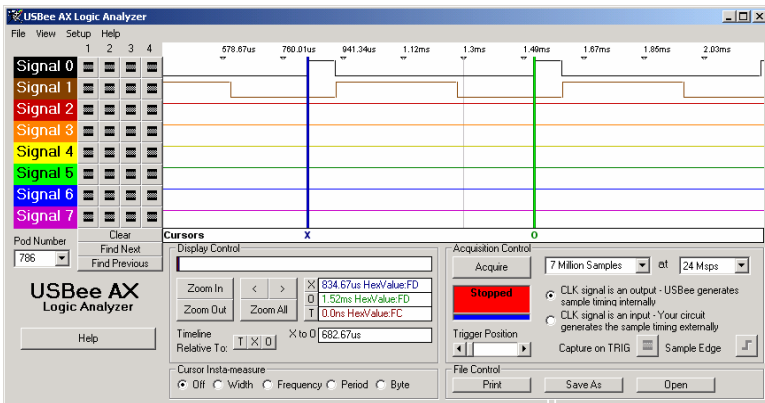 USBee AX Logic Analyzer
File View Setup Help
1 2 3 4
578.67us 760.01us 941.34us 1.12ms 1.3ms 1.49ms 1.67ms 1.85ms 2.03ms
Signal 0
Signal 1
Signal 2
Signal 3
Signal 4
Signal 5
Signal 6
Signal 7
Clear
Find Next
Find Previous
Pod Number
786
USBee AX
Logic Analyzer
Help
Cursors X O
Display Control
Zoom In < >
Zoom Out Zoom All
X 834.67us HexValue:FD
O 1.52ms HexValue:FD
T 0.0ns HexValue:FC
Timeline
Relative To: T X O
X to O 682.67us
Cursor Insta-measure
Off Width Frequency Period Byte
Acquisition Control
Acquire 7 Million Samples at 24 Msps
Stopped
CLK signal is an output - USBee generates
sample timing internally
CLK signal is an input - Your circuit
generates the sample timing externally
Trigger Position
Capture on TRIG Sample Edge
File Control
Print Save As Open